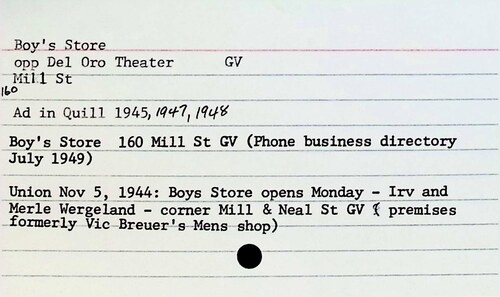 Boy's Store
opp Del Oro Theater GV
Mill St
160
Ad in Quill 1945, 1947, 1948
Boy's Store 160 Mill St GV (Phone business directory
July 1949)
Union Nov 5, 1944: Boys Store opens Monday - Irv and
Merle Wergeland - corner Mill & Neal St GV ( premises
formerly Vic Breuer's Mens shop)